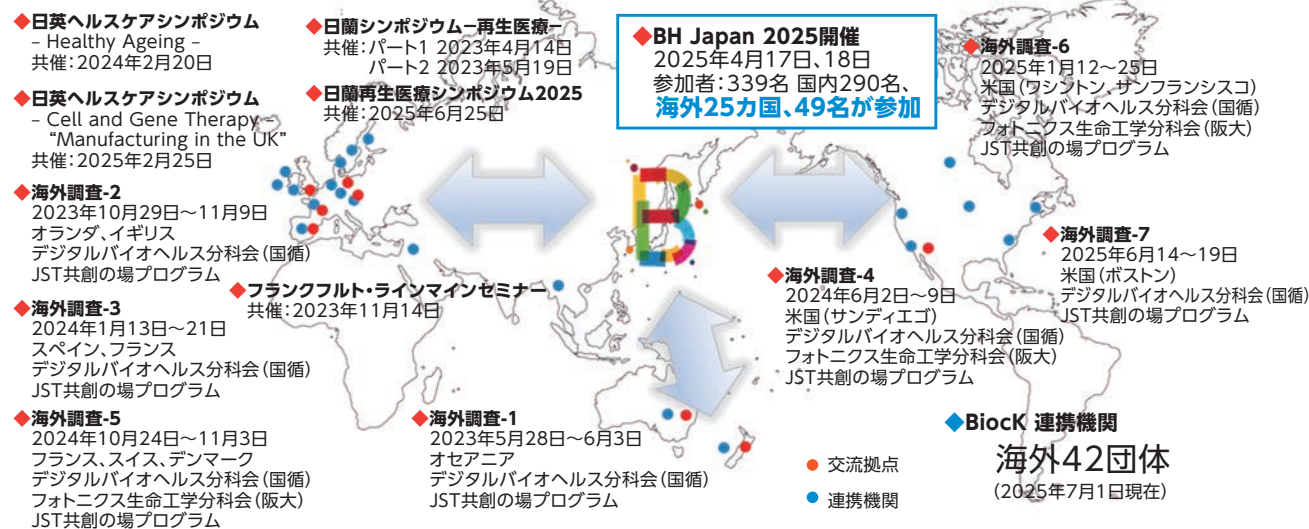 ◆日英ヘルスケアシンポジウム
– Healthy Ageing –
共催:2024年2月20日
◆日英ヘルスケアシンポジウム
– Cell and Gene Therapy –
“Manufacturing in the UK”
共催:2025年2月25日
◆海外調査-2
2023年10月29日～11月9日
オランダ、イギリス
デジタルバイオヘルス分科会(国循)
JST共創の場プログラム
◆海外調査-3
2024年1月13日～21日
スペイン、フランス
デジタルバイオヘルス分科会(国循)
JST共創の場プログラム
◆海外調査-5
2024年10月24日～11月3日
フランス、スイス、デンマーク
デジタルバイオヘルス分科会(国循)
フォトニクス生命工学分科会(阪大)
JST共創の場プログラム
◆日蘭シンポジウムー再生医療ー
共催:パート1 2023年4月14日
パート2 2023年5月19日
◆日蘭再生医療シンポジウム2025
共催:2025年6月25日
◆フランクフルト・ラインマインセミナー
共催:2023年11月14日
◆海外調査-1
2023年5月28日～6月3日
オセアニア
デジタルバイオヘルス分科会(国循)
JST共創の場プログラム
◆BH Japan 2025開催
2025年4月17日、18日
参加者:339名 国内290名、
海外25カ国、49名が参加
B
◆海外調査-6
2025年1月12～25日
米国(ワシントン、サンフランシスコ)
デジタルバイオヘルス分科会(国循)
フォトニクス生命工学分科会(阪大)
JST共創の場プログラム
◆海外調査-7
2025年6月14～19日
米国(ボストン)
デジタルバイオヘルス分科会(国循)
JST共創の場プログラム
◆海外調査-4
2024年6月2日～9日
米国(サンディエゴ)
デジタルバイオヘルス分科会(国循)
フォトニクス生命工学分科会(阪大)
JST共創の場プログラム
● 交流拠点
● 連携機関
◆BiocK 連携機関
海外42団体
(2025年7月1日現在)